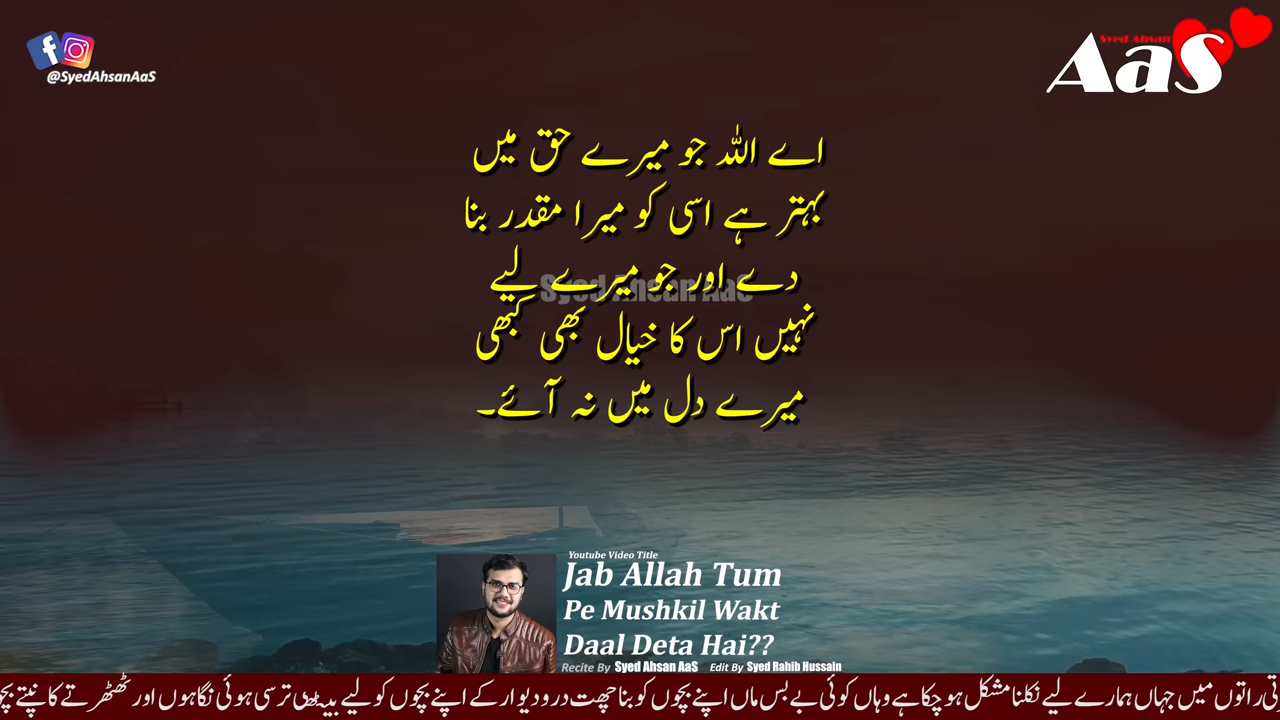 @SyedAhsanAaS
Syed Ahsan
AaS
اے اللہ جو میرے حق میں
بہتر ہے اسی کو میرا مقدر بنا
دے اور جو میرے لیے
Syed Ahsan AaS
نہیں اس کا خیال بھی کبھی
میرے دل میں نہ آئے۔
Youtube Video Title
Jab Allah Tum
Pe Mushkil Wakt
Daal Deta Hai??
Recite By Syed Ahsan AaS Edit By Syed Rahib Hussain
راتوں میں جہاں ہمارے لیے نکلنا مشکل ہو چکا ہے وہاں کوئی بے بس ماں اپنے بچوں کو بنا چھت در و دیوار کے اپنے بچوں کو لیے بیٹھی ترسی ہوئی نگاہوں اور ٹھٹھرتے کانپتے